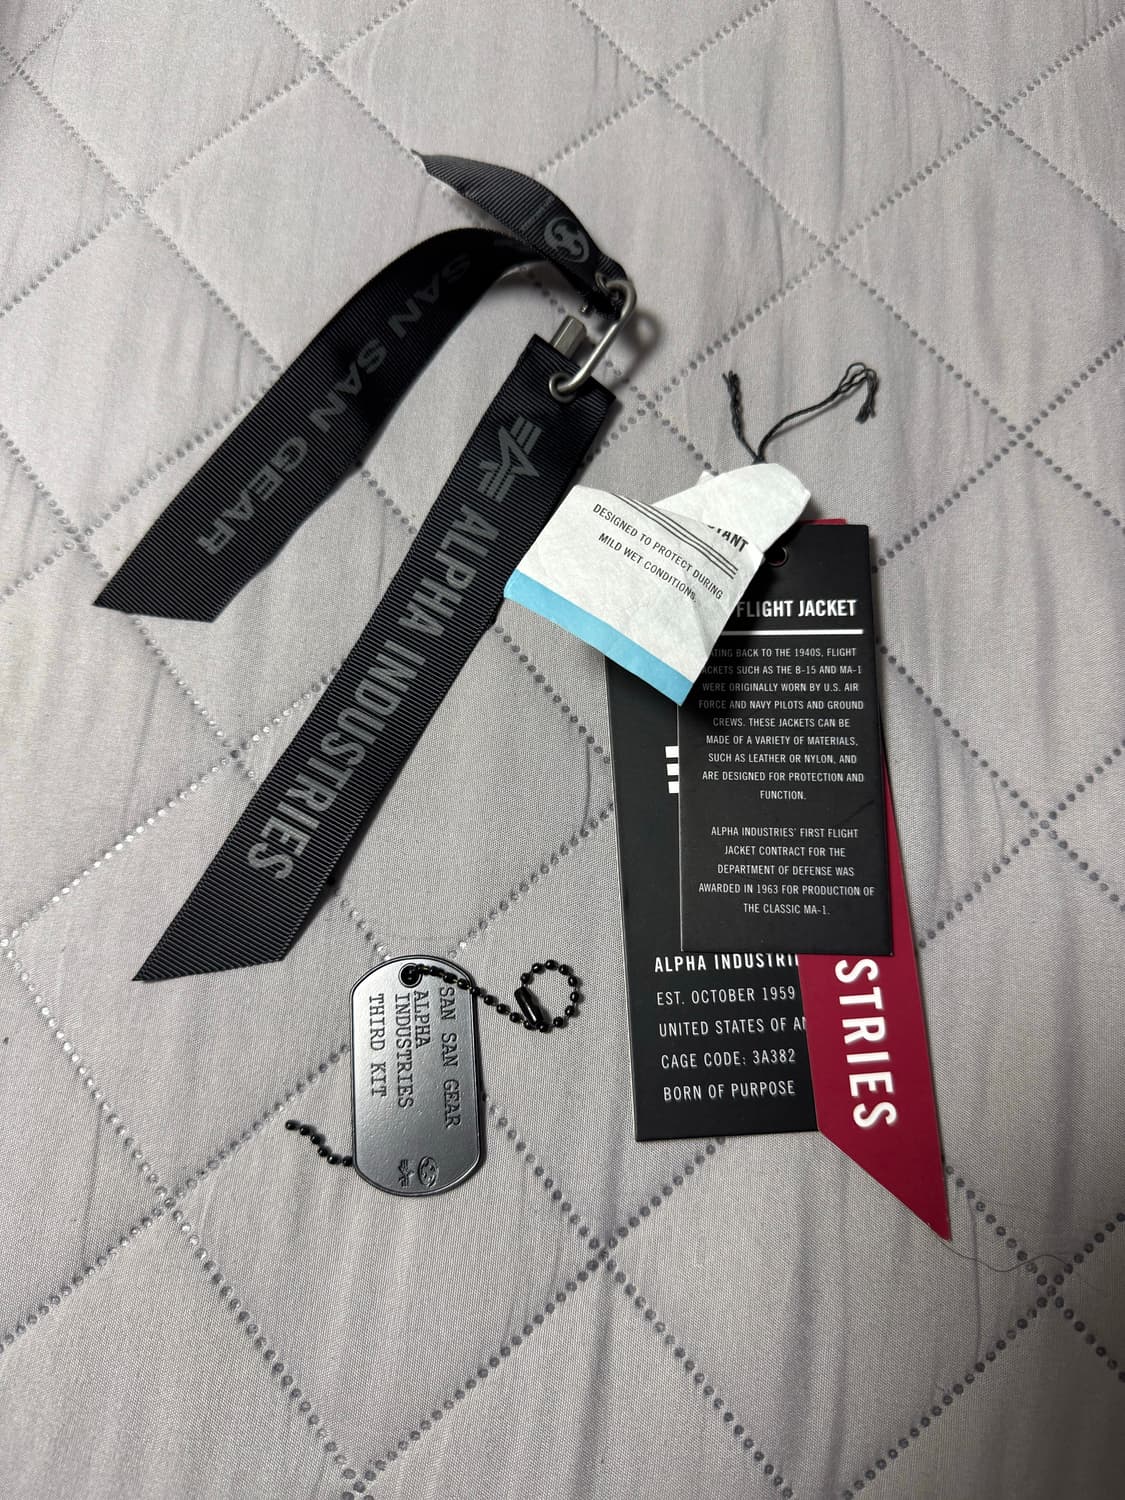 SAN SAN GEAR
ALPHA INDUSTRIES
DESIGNED TO PROTECT DURING
MILD WET CONDITIONS.
FLIGHT JACKET
BACK TO THE 1940S, FLIGHT
SUCH AS THE B-15 AND MA-1
WERE ORIGINALLY WORN BY U.S. AIR
FORCE AND NAVY PILOTS AND GROUND
CREWS. THESE JACKETS CAN BE
MADE OF A VARIETY OF MATERIALS,
SUCH AS LEATHER OR NYLON, AND
ARE DESIGNED FOR PROTECTION AND
FUNCTION.
ALPHA INDUSTRIES' FIRST FLIGHT
JACKET CONTRACT FOR THE
DEPARTMENT OF DEFENSE WAS
AWARDED IN 1963 FOR PRODUCTION OF
THE CLASSIC MA-1.
ALPHA
EST. OCTOBER 1959
UNITED STATES OF
CAGE CODE: 3A382
BORN OF PURPOSE
STRIES
SAN SAN GEAR
ALPHA
INDUSTRIES
THIRD KIT